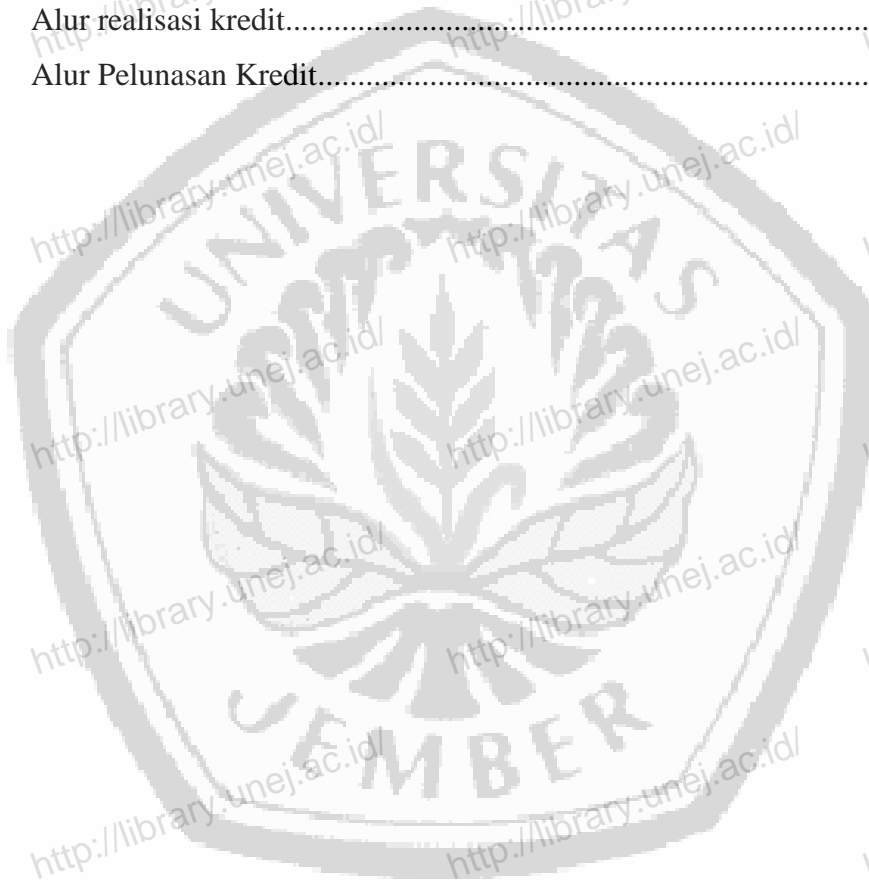 Alur realisasi kredit..............................................................................
Alur Pelunasan Kredit..........................................................................
http://library.unej.ac.id/ http://library.unej.ac.id/
UNIVERSITAS
http://library.unej.ac.id/ http://library.unej.ac.id/
http://library.unej.ac.id/ http://library.unej.ac.id/
JEMBER
http://library.unej.ac.id/ http://library.unej.ac.id/